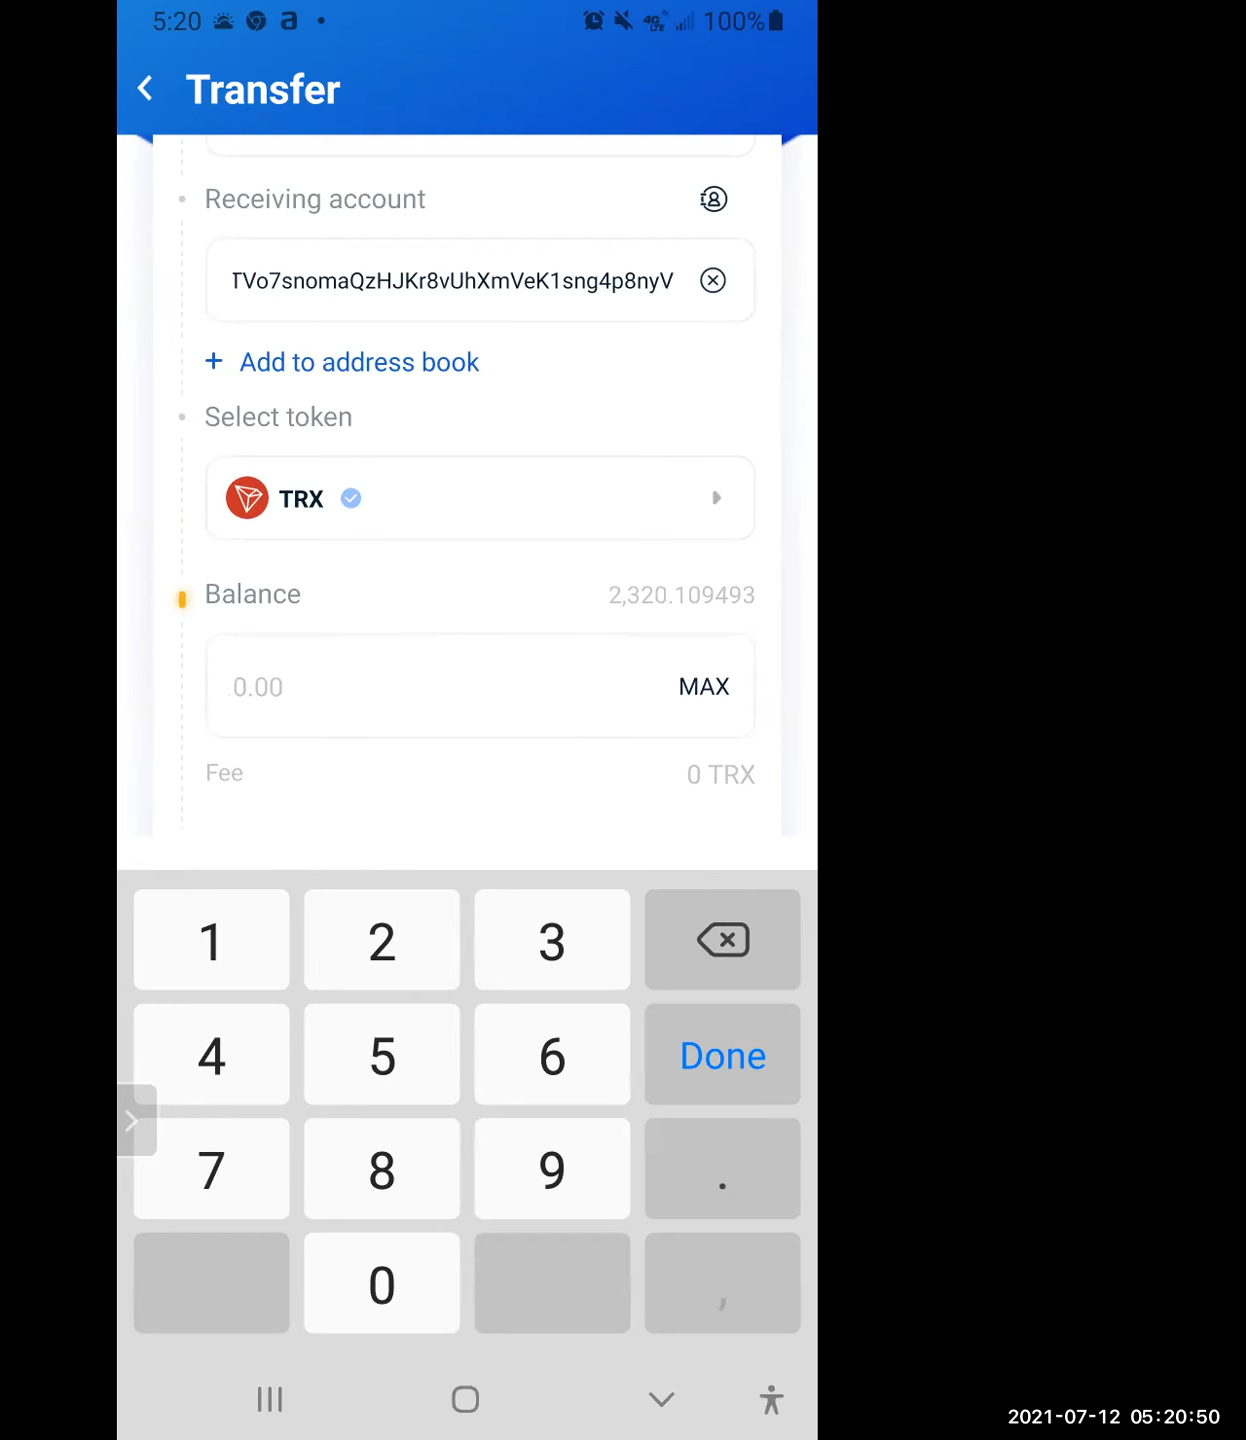 5:20 a • 4G LTE 100%
Transfer
Receiving account
TVo7snomaQzHJKr8vUhXmVeK1sng4p8nyV
+ Add to address book
Select token
TRX
Balance 2,320.109493
0.00 MAX
Fee 0 TRX
1 2 3
4 5 6 Done
7 8 9 .
0 ,
2021-07-12 05:20:50